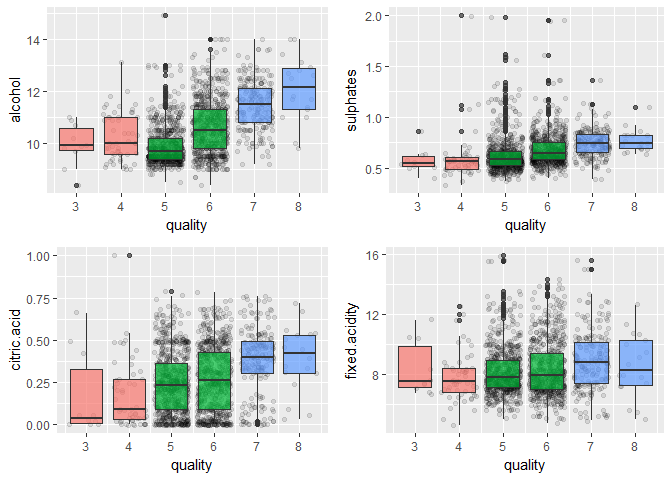 alcohol
14
12
10
3 4 5 6 7 8
quality
sulphates
2.0
1.5
1.0
0.5
3 4 5 6 7 8
quality
citric.acid
1.00
0.75
0.50
0.25
0.00
3 4 5 6 7 8
quality
fixed.acidity
16
12
8
3 4 5 6 7 8
quality